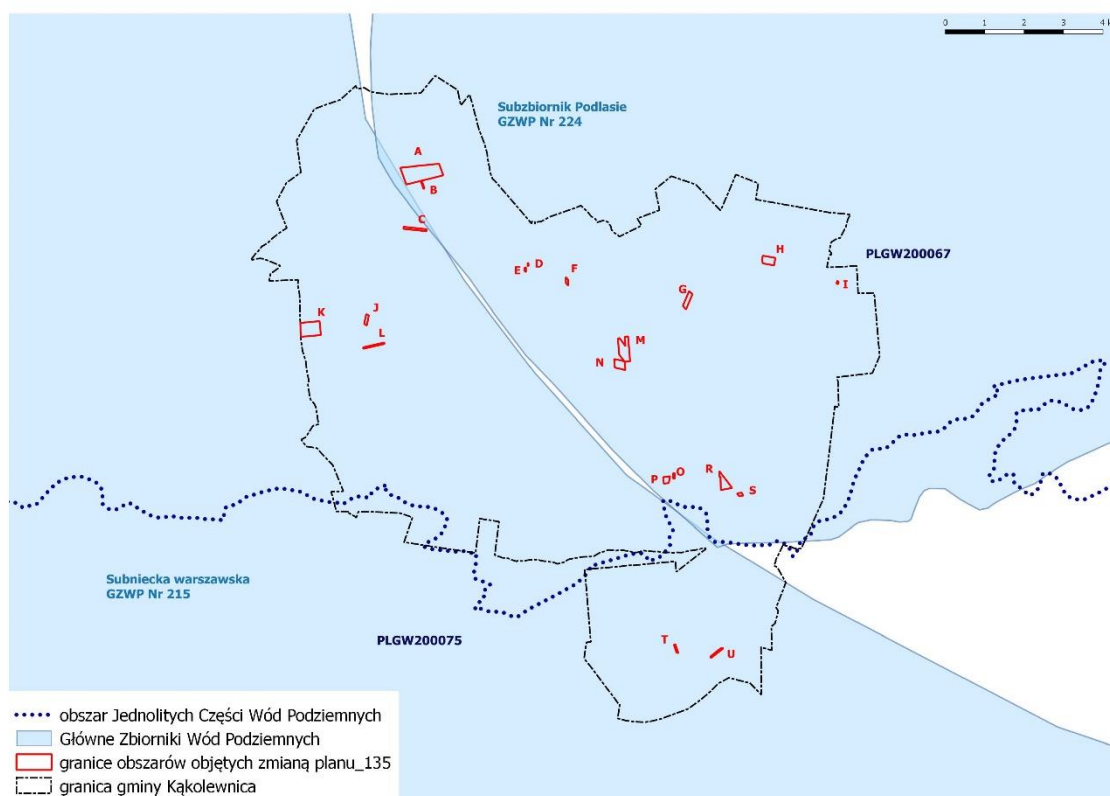 0 1 2 3 4
Subzbiornik Podlasie
GZWP Nr 224
A
B
C
PLGW200067
H
E D
F
I
G
K
J
L
M
N
P O
R
S
Subniecka warszawska
GZWP Nr 215
PLGW200075
T
U
obszar Jednolitych Części Wód Podziemnych
Główne Zbiorniki Wód Podziemnych
granice obszarów objętych zmianą planu_135
granica gminy Kąkolewnica